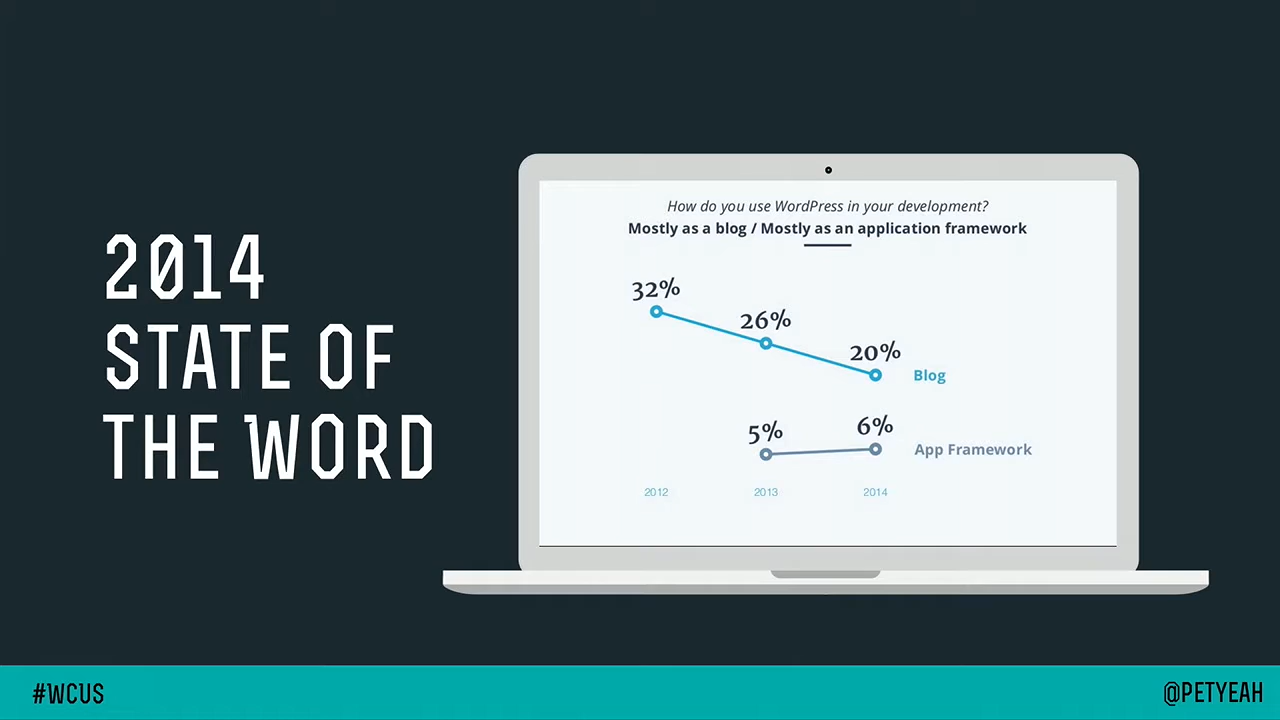 2014
STATE OF
THE WORD
How do you use WordPress in your development?
Mostly as a blog / Mostly as an application framework
32%
26%
20%
Blog
5%
6%
App Framework
2012
2013
2014
#WCUS
@PETYEAH